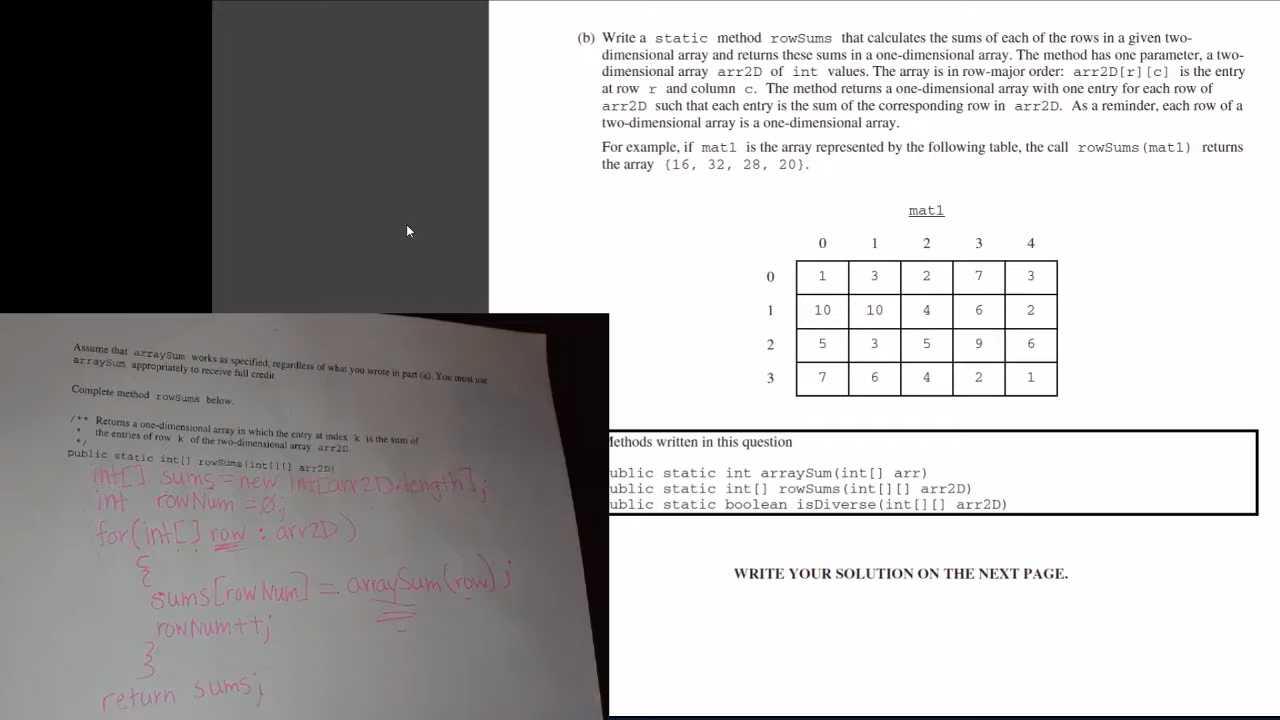 (b) Write a static method rowSums that calculates the sums of each of the rows in a given two-
dimensional array and returns these sums in a one-dimensional array. The method has one parameter, a two-
dimensional array arr2D of int values. The array is in row-major order: arr2D[r][c] is the entry
at row r and column c. The method returns a one-dimensional array with one entry for each row of
arr2D such that each entry is the sum of the corresponding row in arr2D. As a reminder, each row of a
two-dimensional array is a one-dimensional array.
For example, if mat1 is the array represented by the following table, the call rowSums(mat1) returns
the array {16, 32, 28, 20}.
mat1
0 1 2 3 4
0 1 3 2 7 3
1 10 10 4 6 2
2 5 3 5 9 6
3 7 6 4 2 1
Methods written in this question
ublic static int arraySum(int[] arr)
ublic static int[] rowSums(int[][] arr2D)
ublic static boolean isDiverse(int[][] arr2D)
WRITE YOUR SOLUTION ON THE NEXT PAGE.
Assume that arraySum works as specified, regardless of what you wrote in part (a). You must use
arraySum appropriately to receive full credit.
Complete method rowSums below.
/** Returns a one-dimensional array in which the entry at index k is the sum of
* the entries of row k of the two-dimensional array arr2D.
*/
public static int[] rowSums(int[][] arr2D)
int[] sums = new int[arr2D.length];
int rowNum = 0;
for(int[] row : arr2D)
{
sums[rowNum] = arraySum(row);
rowNum++;
}
return sums;